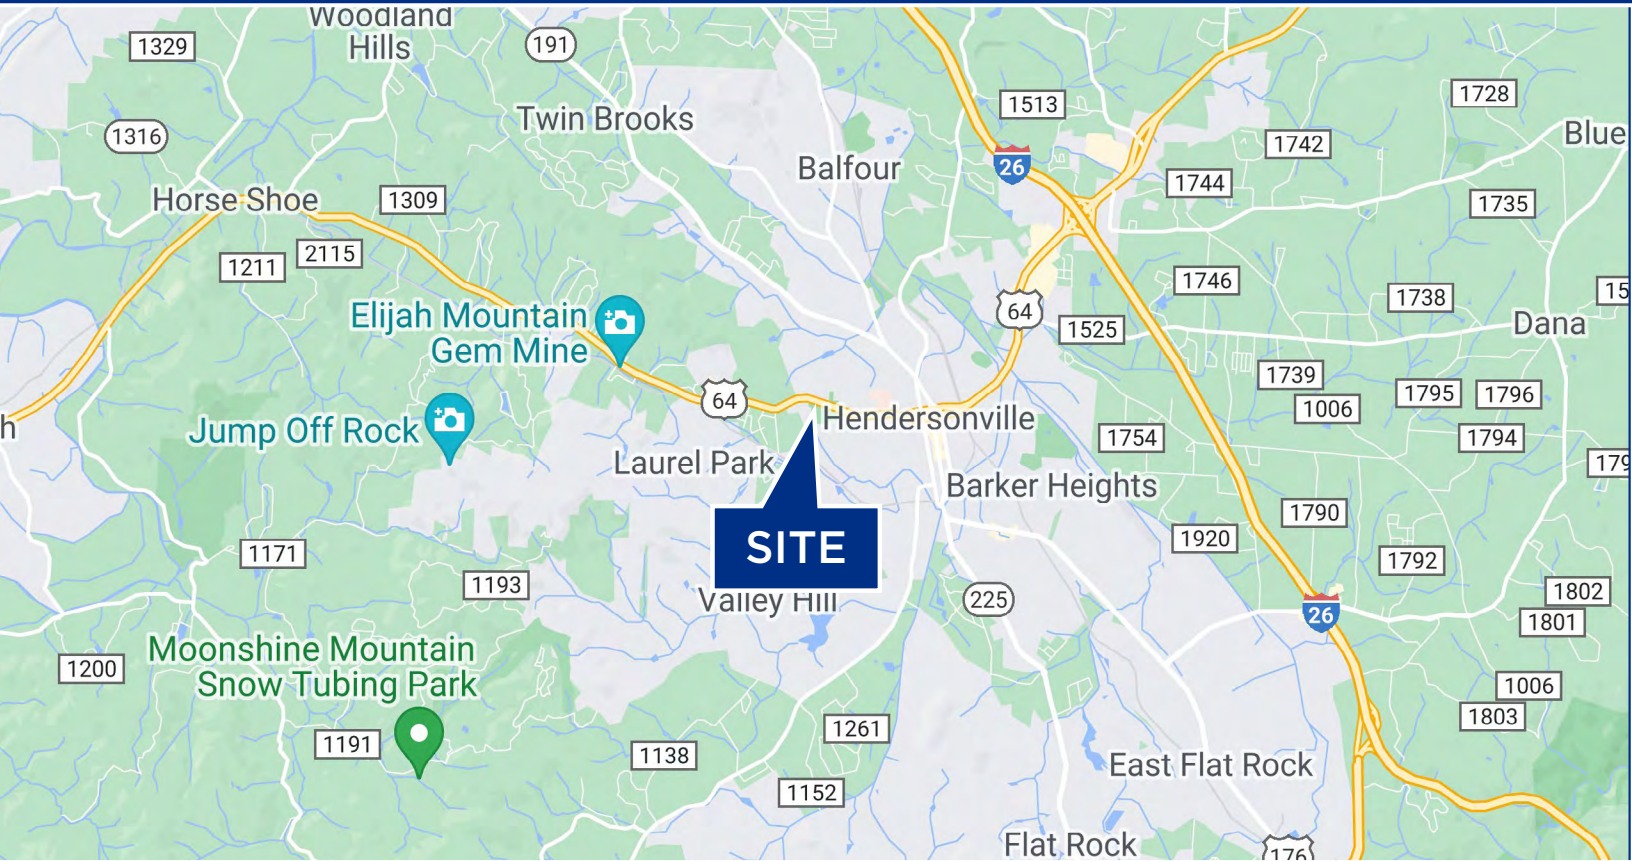 Woodland
Hills
1329
191
1513
1728
Twin Brooks
1316
Blue
1742
Balfour
26
1744
Horse Shoe
1309
1735
2115
1211
1746
1738
15
Elijah Mountain
Gem Mine
64
1525
Dana
1739
1795
1796
1006
64
Jump Off Rock
Hendersonville
1754
1794
h
Laurel Park
179
Barker Heights
1790
1920
SITE
1171
1792
1193
1802
Valley Hill
225
26
1801
Moonshine Mountain
Snow Tubing Park
1200
1006
1803
1191
1261
1138
East Flat Rock
1152
Flat Rock
176